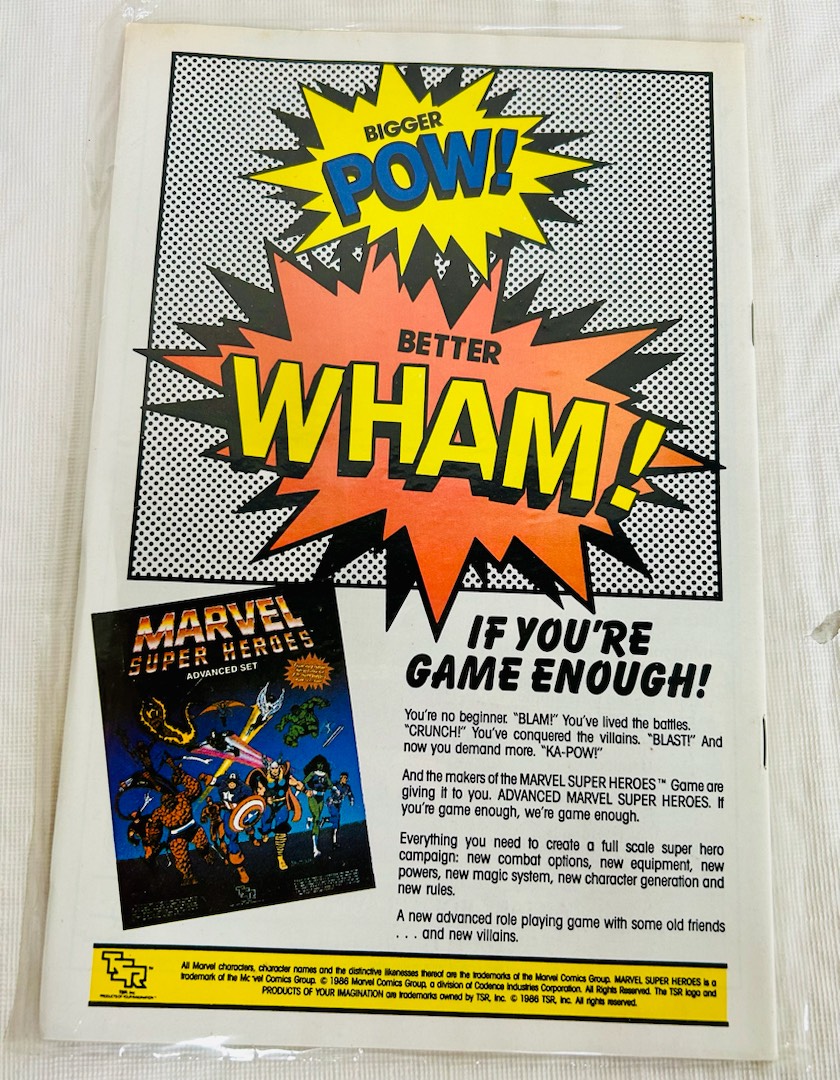 BIGGER
POW!
BETTER
WHAM!
MARVEL
SUPER HEROES
ADVANCED SET
IF YOU'RE
GAME ENOUGH!
You're no beginner. "BLAM!" You've lived the battles.
"CRUNCH!" You've conquered the villains. "BLAST!" And
now you demand more. "KA-POW!"
And the makers of the MARVEL SUPER HEROES™ Game are
giving it to you. ADVANCED MARVEL SUPER HEROES. If
you're game enough, we're game enough.
Everything you need to create a full scale super hero
campaign: new combat options, new equipment, new
powers, new magic system, new character generation and
new rules.
A new advanced role playing game with some old friends
. . . and new villains.
TSR™
TSR, Inc.
PRODUCTS OF YOUR IMAGINATION™
All Marvel characters, character names and the distinctive likenesses thereof are the trademarks of the Marvel Comics Group. MARVEL SUPER HEROES is a
trademark of the Marvel Comics Group. © 1986 Marvel Comics Group, a division of Cadence Industries Corporation. All Rights Reserved. The TSR logo and
PRODUCTS OF YOUR IMAGINATION are trademarks owned by TSR, Inc. © 1986 TSR, Inc. All rights reserved.